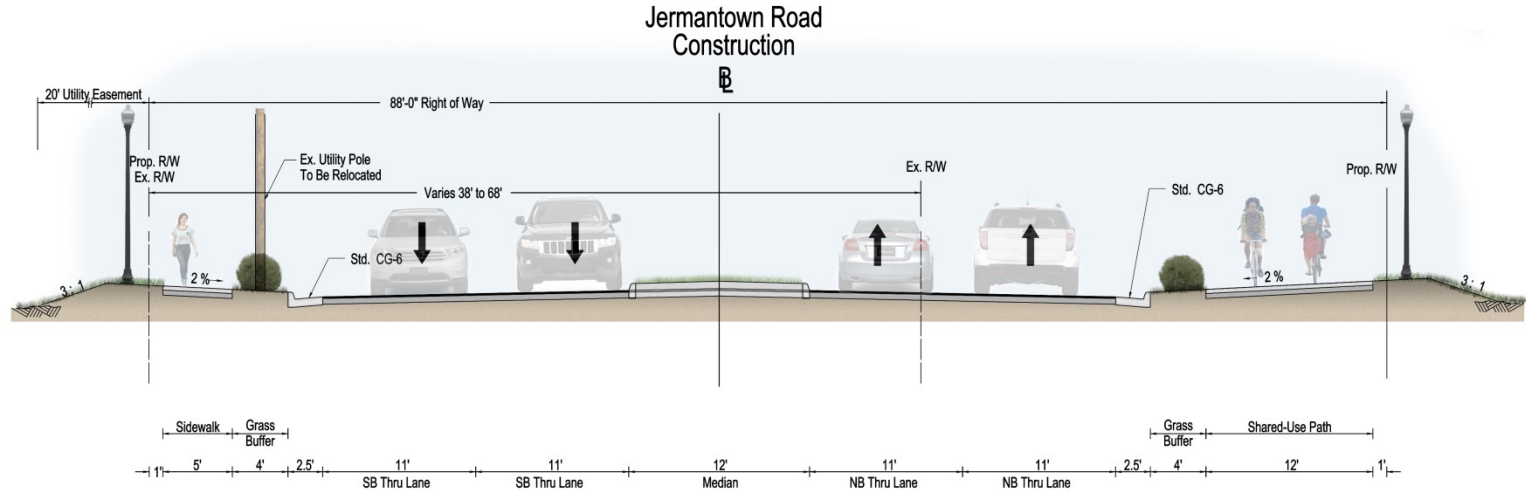 Jermantown Road
Construction
BL
20' Utility Easement
88'-0" Right of Way
Prop. R/W
Ex. R/W
Ex. Utility Pole
To Be Relocated
Varies 38' to 68'
Ex. R/W
Prop. R/W
Std. CG-6
Std. CG-6
3 : 1
2 %
2 %
3 : 1
Sidewalk
Grass
Buffer
Grass
Buffer
Shared-Use Path
1' 5' 4' 2.5' 11' 11' 12' 11' 11' 2.5' 4' 12' 1'
SB Thru Lane SB Thru Lane Median NB Thru Lane NB Thru Lane